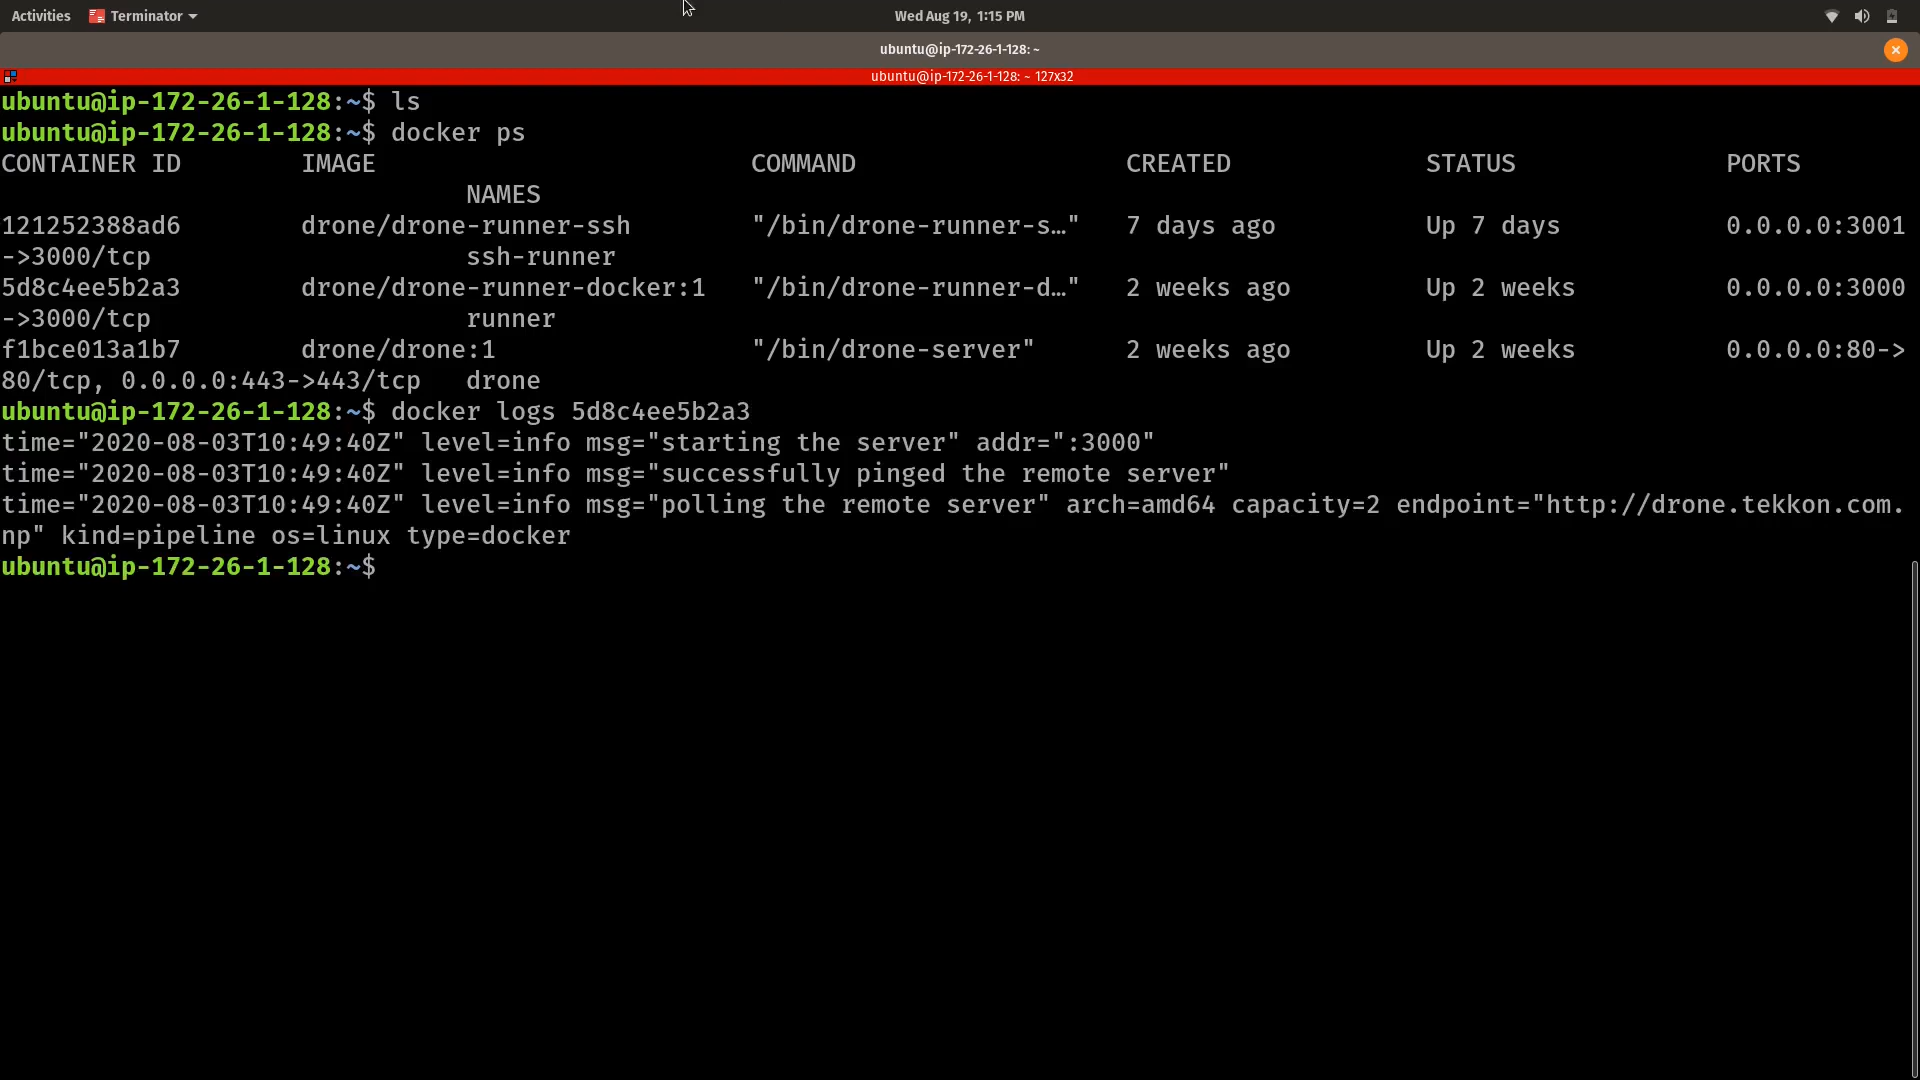 Activities Terminator Wed Aug 19, 1:15 PM
ubuntu@ip-172-26-1-128: ~
ubuntu@ip-172-26-1-128: ~ 127x32
ubuntu@ip-172-26-1-128:~$ ls
ubuntu@ip-172-26-1-128:~$ docker ps
CONTAINER ID        IMAGE                         COMMAND                  CREATED             STATUS              PORTS
                               NAMES
121252388ad6        drone/drone-runner-ssh        "/bin/drone-runner-s…"   7 days ago          Up 7 days           0.0.0.0:3001
->3000/tcp                     ssh-runner
5d8c4ee5b2a3        drone/drone-runner-docker:1   "/bin/drone-runner-d…"   2 weeks ago         Up 2 weeks          0.0.0.0:3000
->3000/tcp                     runner
f1bce013a1b7        drone/drone:1                 "/bin/drone-server"      2 weeks ago         Up 2 weeks          0.0.0.0:80->
80/tcp, 0.0.0.0:443->443/tcp   drone
ubuntu@ip-172-26-1-128:~$ docker logs 5d8c4ee5b2a3
time="2020-08-03T10:49:40Z" level=info msg="starting the server" addr=":3000"
time="2020-08-03T10:49:40Z" level=info msg="successfully pinged the remote server"
time="2020-08-03T10:49:40Z" level=info msg="polling the remote server" arch=amd64 capacity=2 endpoint="http://drone.tekkon.com.
np" kind=pipeline os=linux type=docker
ubuntu@ip-172-26-1-128:~$